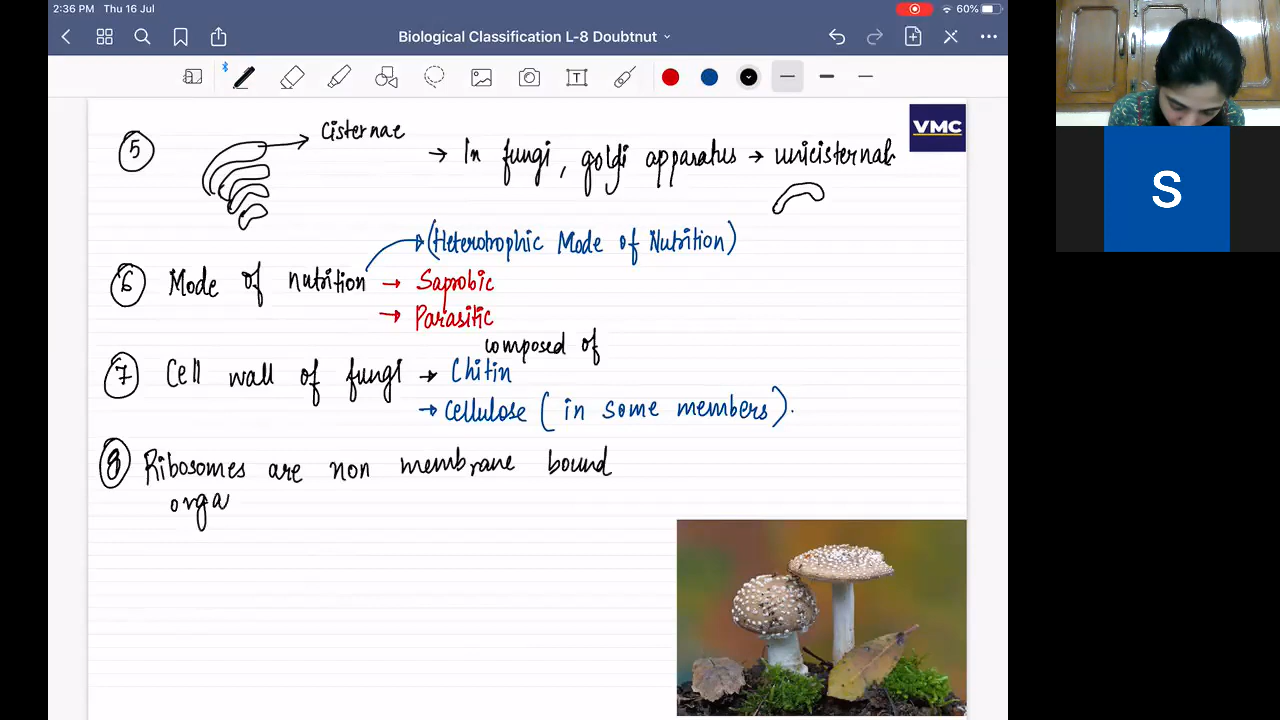 2:36 PM Thu 16 Jul
60%
Biological Classification L-8 Doubtnut
VMC
5 Cisternae → In fungi, golgi apparatus → unicisternal
(Heterotrophic Mode of Nutrition)
6 Mode of nutrition → Saprobic
→ Parasitic
composed of
7 Cell wall of fungi → Chitin
→ Cellulose (in some members).
8 Ribosomes are non membrane bound
orga
S